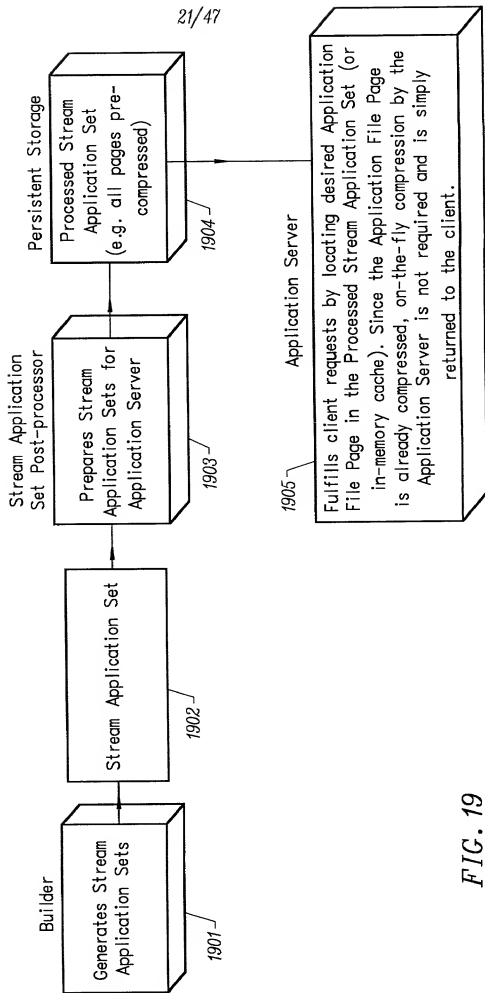 21/47
Builder
Generates Stream
Application Sets
1901
Stream Application Set
1902
Stream Application
Set Post-processor
Prepares Stream
Application Sets for
Application Server
1903
Persistent Storage
Processed Stream
Application Set
(e.g. all pages pre-
compressed)
1904
Application Server
1905
Fulfills client requests by locating desired Application
File Page in the Processed Stream Application Set (or
in-memory cache). Since the Application File Page
is already compressed, on-the-fly compression by the
Application Server is not required and is simply
returned to the client.
FIG. 19